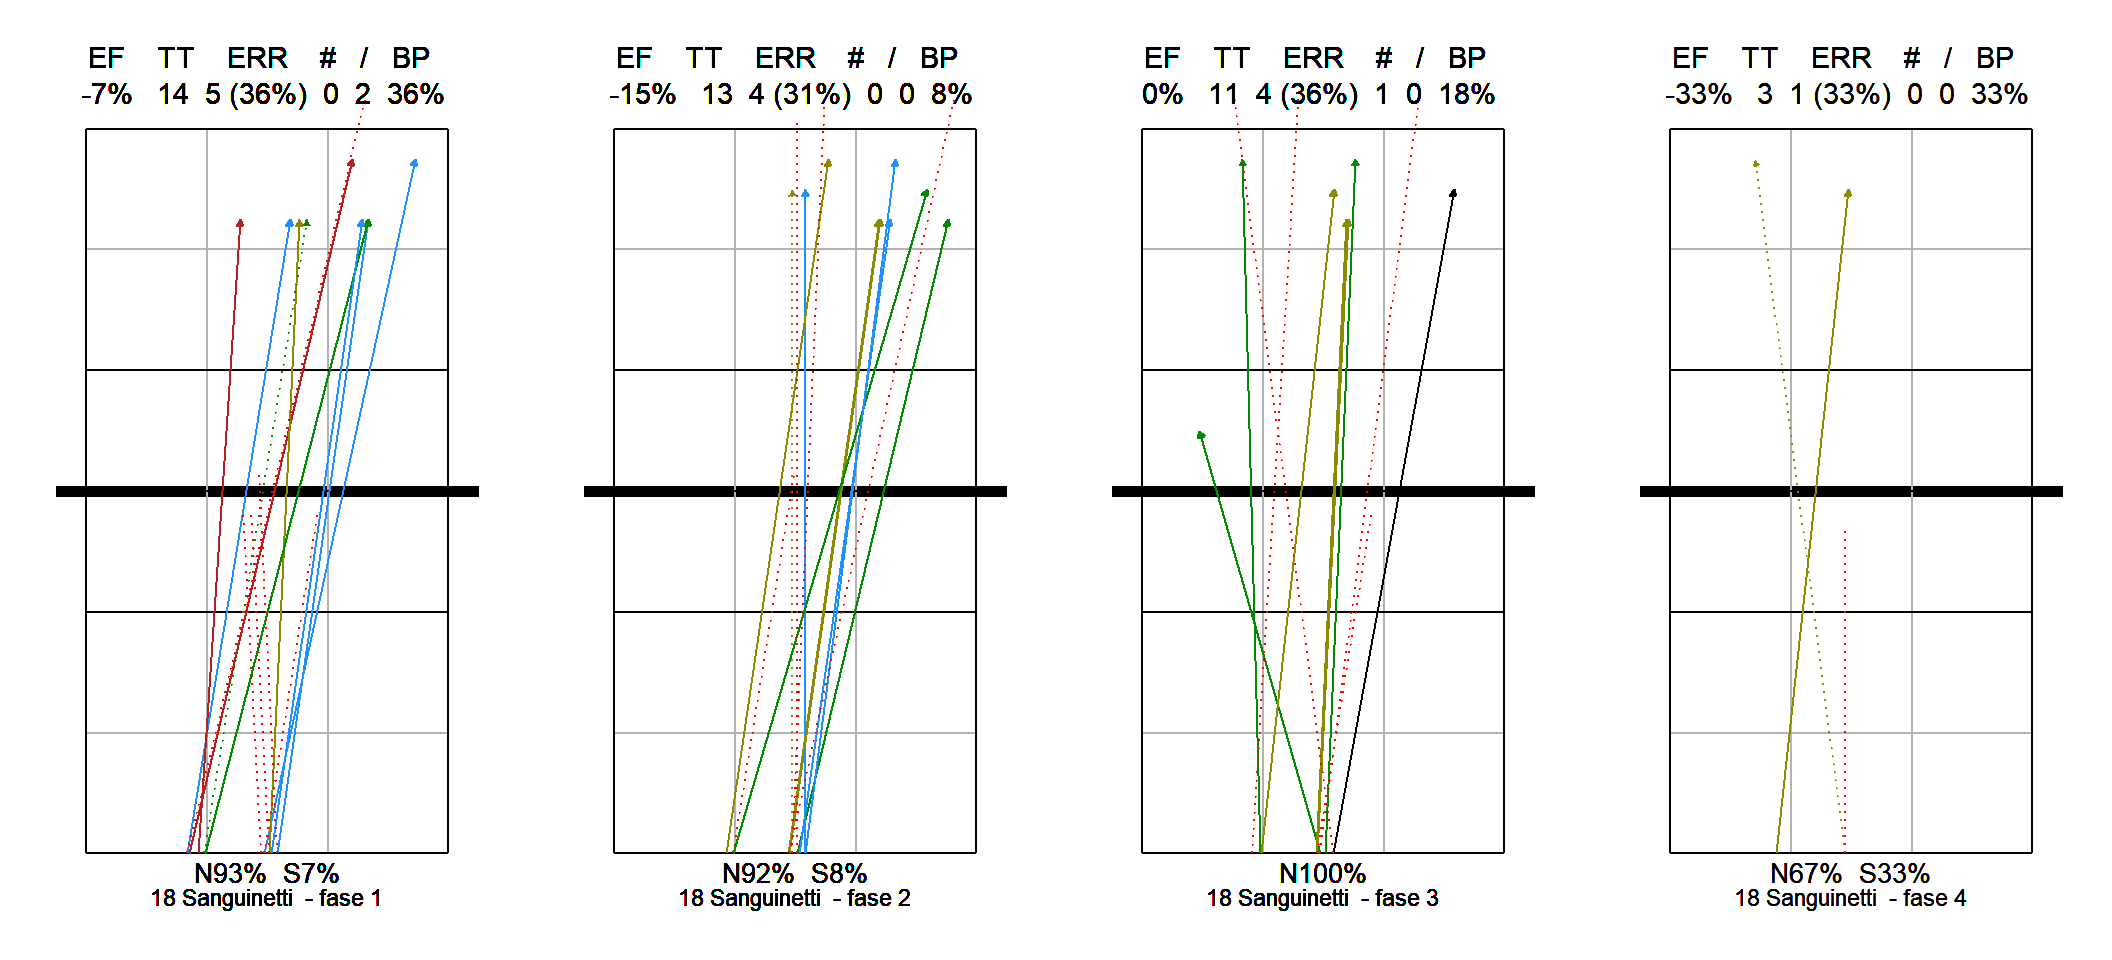 EF TT ERR # / BP
-7% 14 5 (36%) 0 2 36%
N93% S7%
18 Sanguinetti - fase 1
EF TT ERR # / BP
-15% 13 4 (31%) 0 0 8%
N92% S8%
18 Sanguinetti - fase 2
EF TT ERR # / BP
0% 11 4 (36%) 1 0 18%
N100%
18 Sanguinetti - fase 3
EF TT ERR # / BP
-33% 3 1 (33%) 0 0 33%
N67% S33%
18 Sanguinetti - fase 4